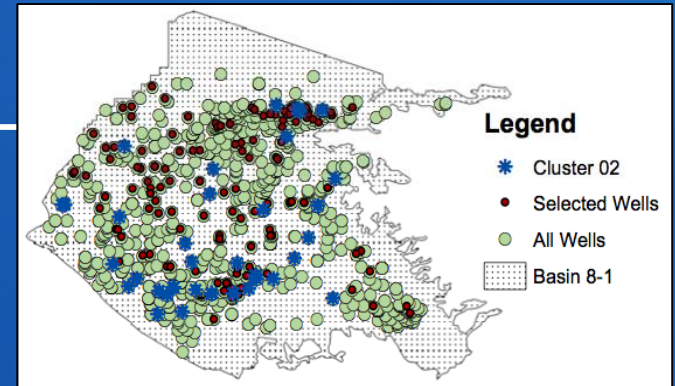 Legend
Cluster 02
Selected Wells
All Wells
Basin 8-1